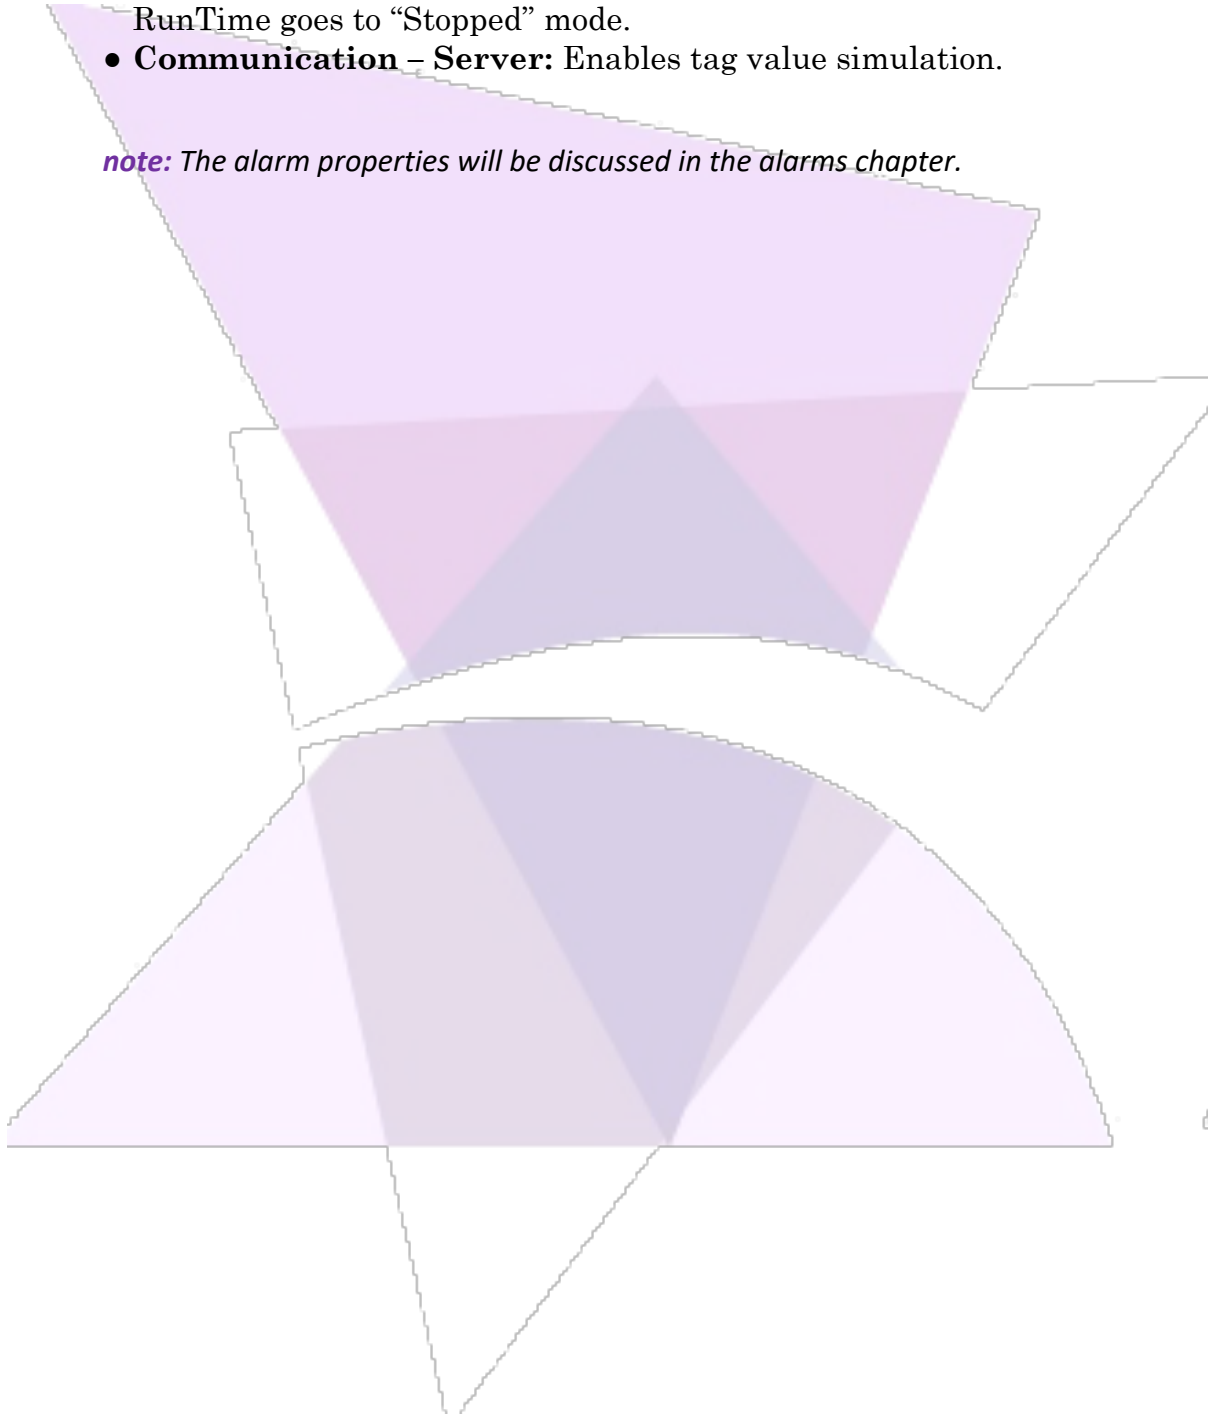 RunTime goes to “Stopped” mode.
● Communication – Server: Enables tag value simulation.
note: The alarm properties will be discussed in the alarms chapter.